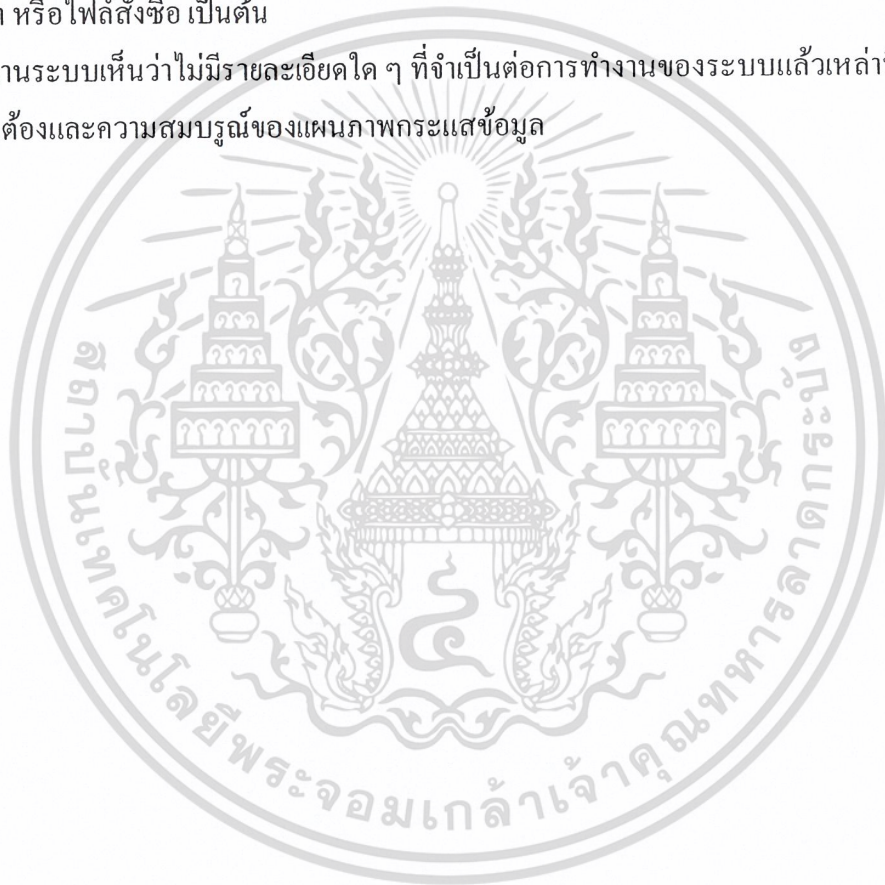 หรือไฟล์สั่งซื้อ เป็นต้น
านระบบเห็นว่าไม่มีรายละเอียดใด ๆ ที่จำเป็นต่อการทำงานของระบบแล้วเหล่า
ต้องและความสมบรูณ์ของแผนภาพกระแสข้อมูล
สถาบันเทคโนโลยีพระจอมเกล้าเจ้าคุณทหารลาดกระบัง
๔